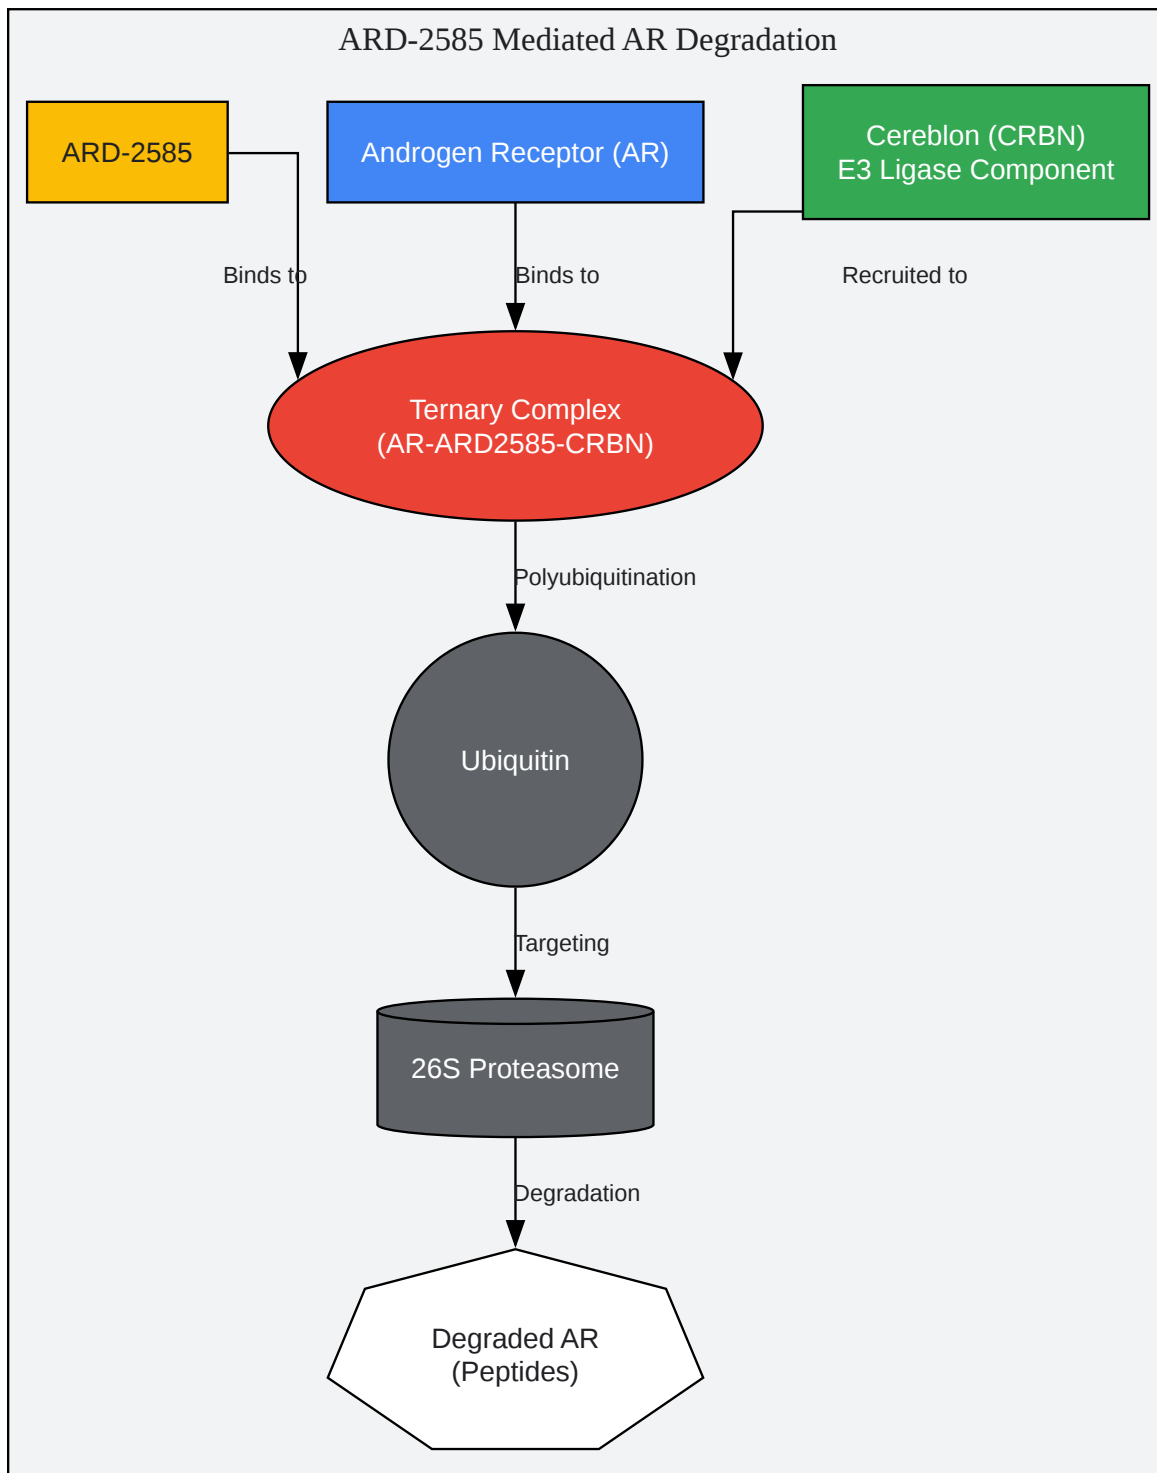 ARD-2585 Mediated AR Degradation
ARD-2585
Androgen Receptor (AR)
Cereblon (CRBN)
E3 Ligase Component
Binds to
Binds to
Recruited to
Ternary Complex
(AR-ARD2585-CRBN)
Polyubiquitination
Ubiquitin
Targeting
26S Proteasome
Degradation
Degraded AR
(Peptides)